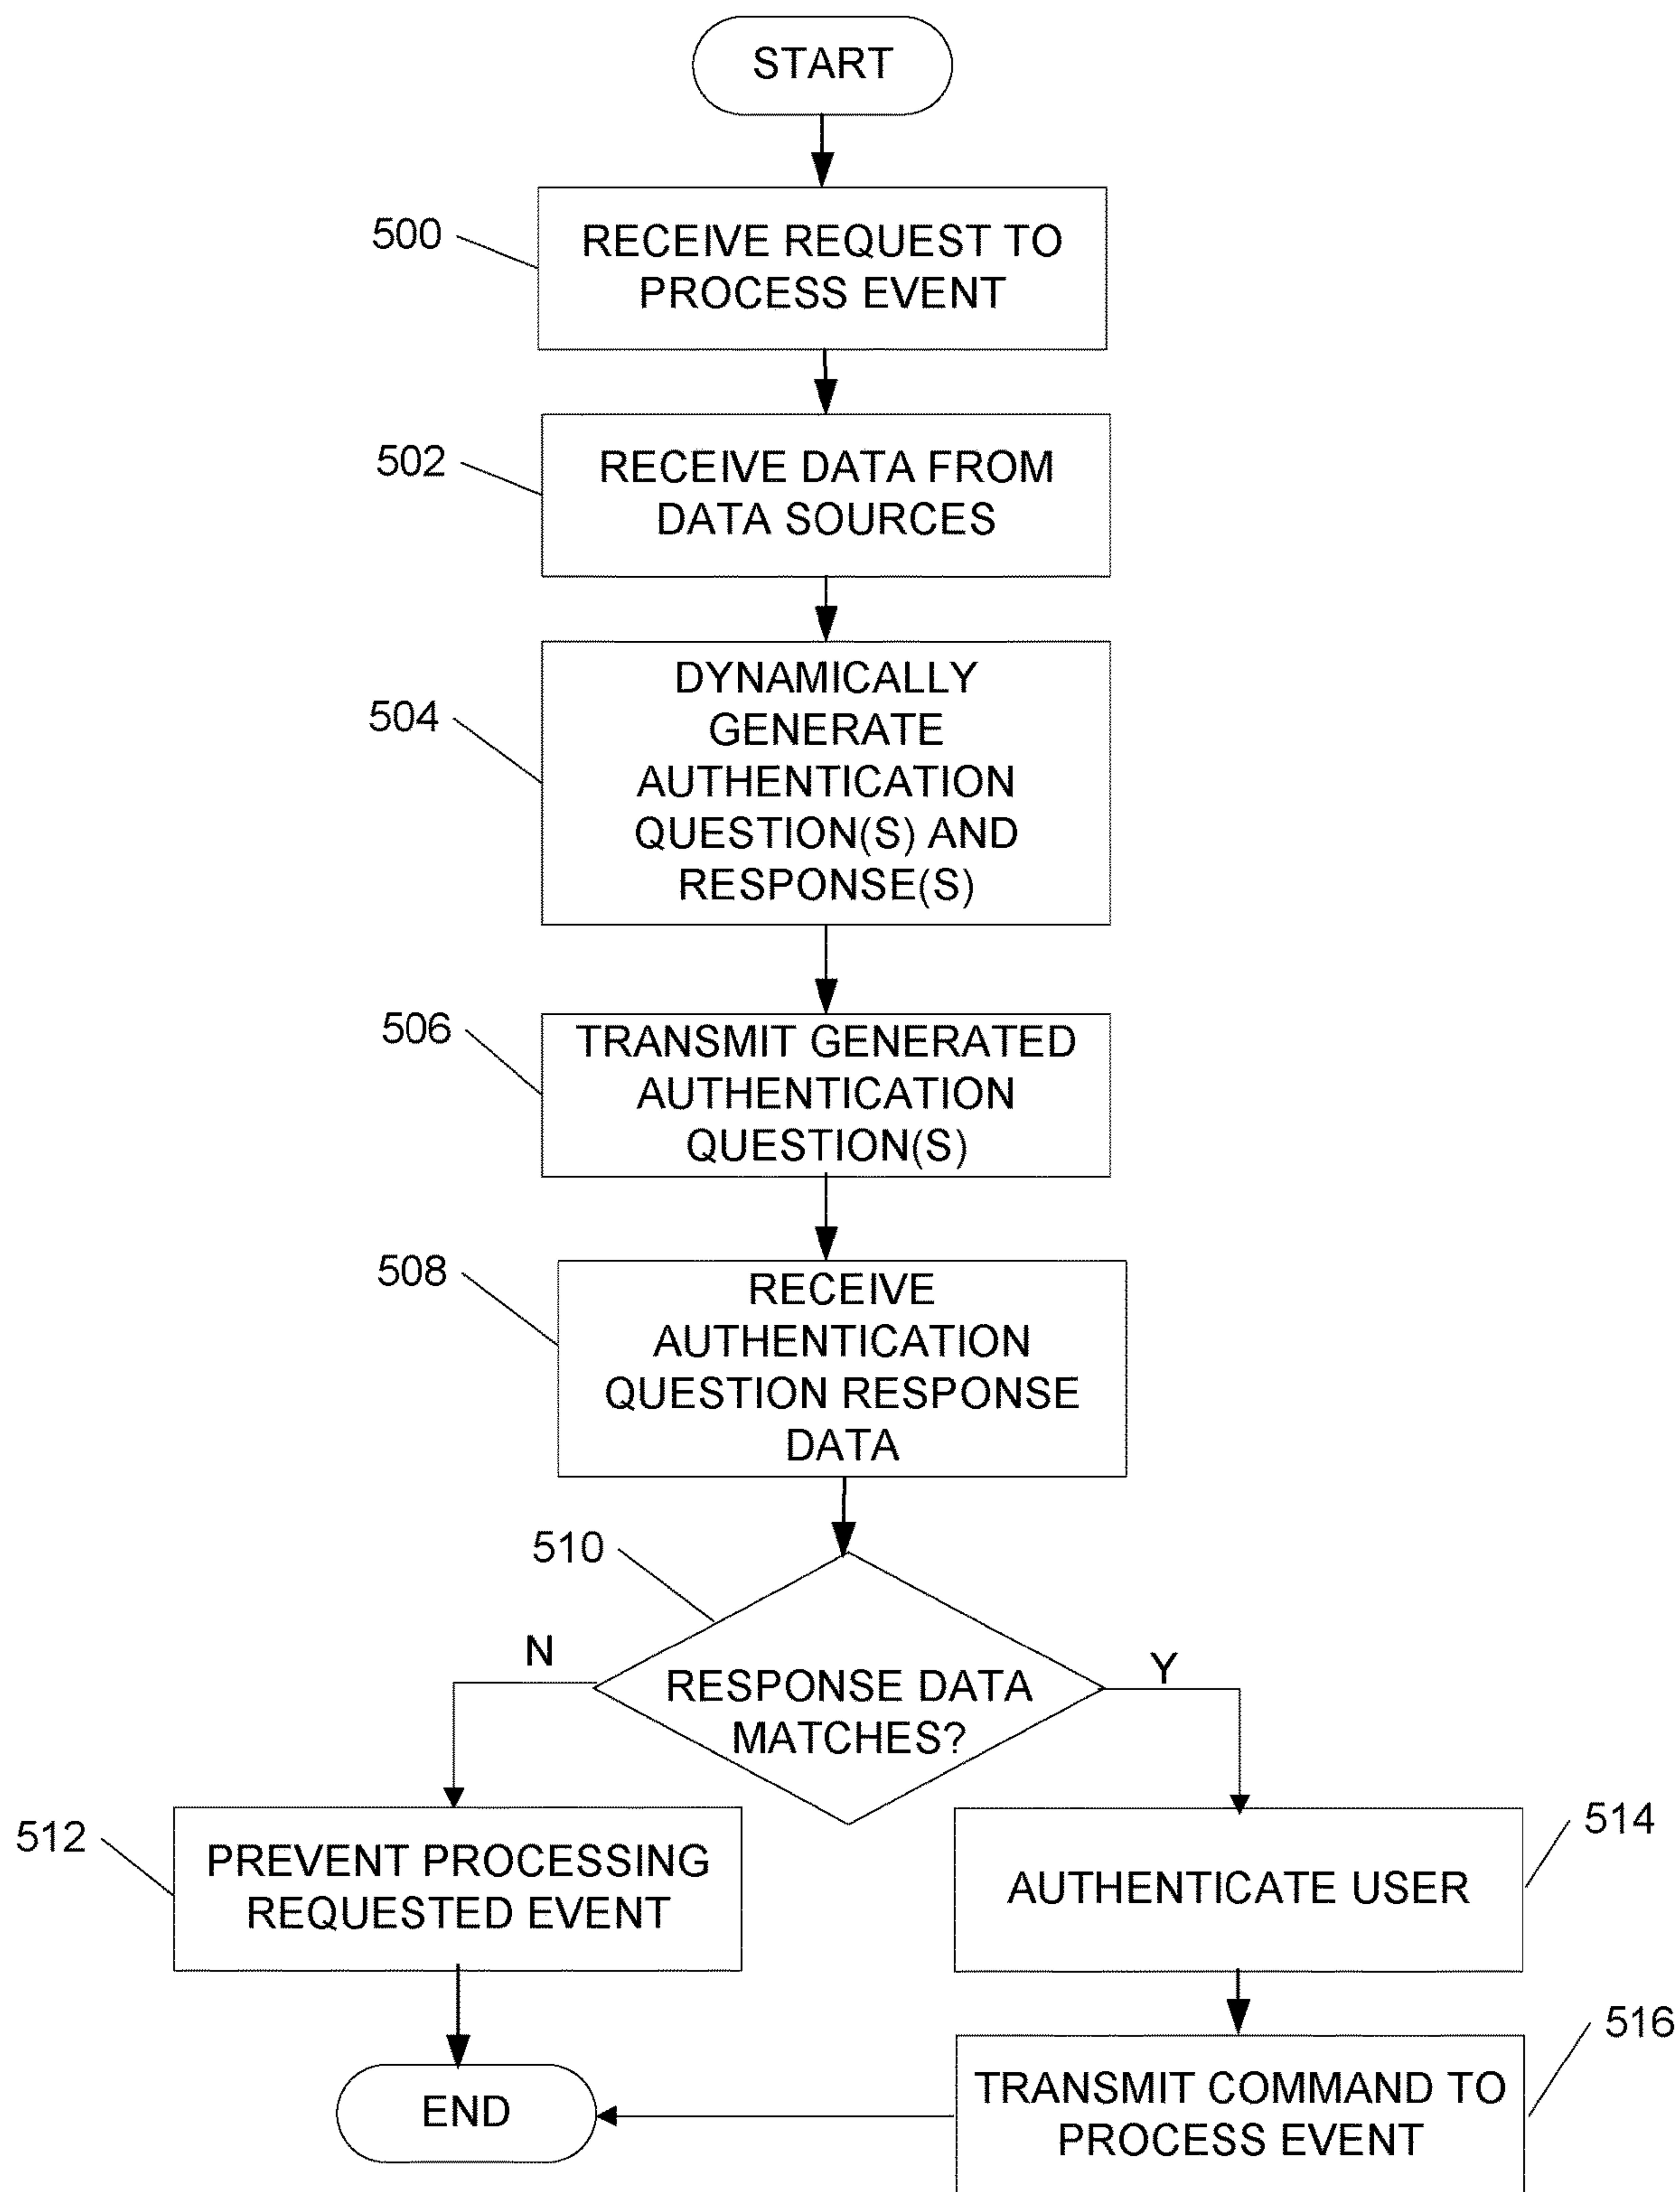 START
500
RECEIVE REQUEST TO
PROCESS EVENT
502
RECEIVE DATA FROM
DATA SOURCES
504
DYNAMICALLY
GENERATE
AUTHENTICATION
QUESTION(S) AND
RESPONSE(S)
506
TRANSMIT GENERATED
AUTHENTICATION
QUESTION(S)
508
RECEIVE
AUTHENTICATION
QUESTION RESPONSE
DATA
510
N
Y
RESPONSE DATA
MATCHES?
512
PREVENT PROCESSING
REQUESTED EVENT
514
AUTHENTICATE USER
516
TRANSMIT COMMAND TO
PROCESS EVENT
END